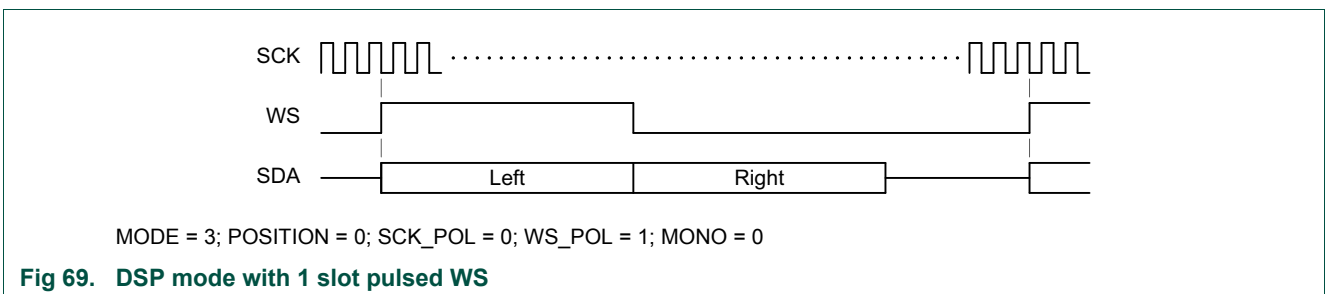 SCK
WS
SDA Left Right
MODE = 3; POSITION = 0; SCK_POL = 0; WS_POL = 1; MONO = 0
Fig 69. DSP mode with 1 slot pulsed WS